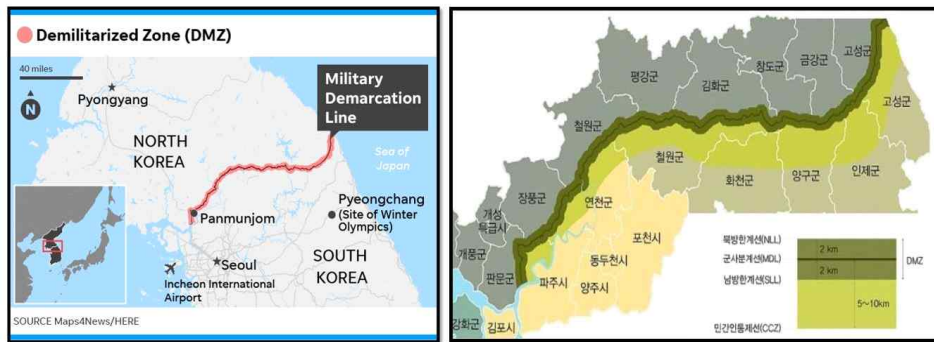 Demilitarized Zone (DMZ)
40 miles
N
Pyongyang
Military
Demarcation
Line
NORTH
KOREA
Sea of
Japan
Panmunjom
Pyeongchang
(Site of Winter
Olympics)
Seoul
Incheon International
Airport
SOUTH
KOREA
SOURCE Maps4News/HERE
고성군
금강군
창도군
김화군
평강군
철원군
고성군
철원군
인제군
양구군
화천군
장풍군
연천군
개성
특급시
포천시
개풍군
판문군
동두천시
파주시
양주시
강화군
김포시
북방한계선(NLL)
2 km
군사분계선(MDL)
DMZ
2 km
남방한계선(SLL)
5~10km
민간인통제선(CCZ)